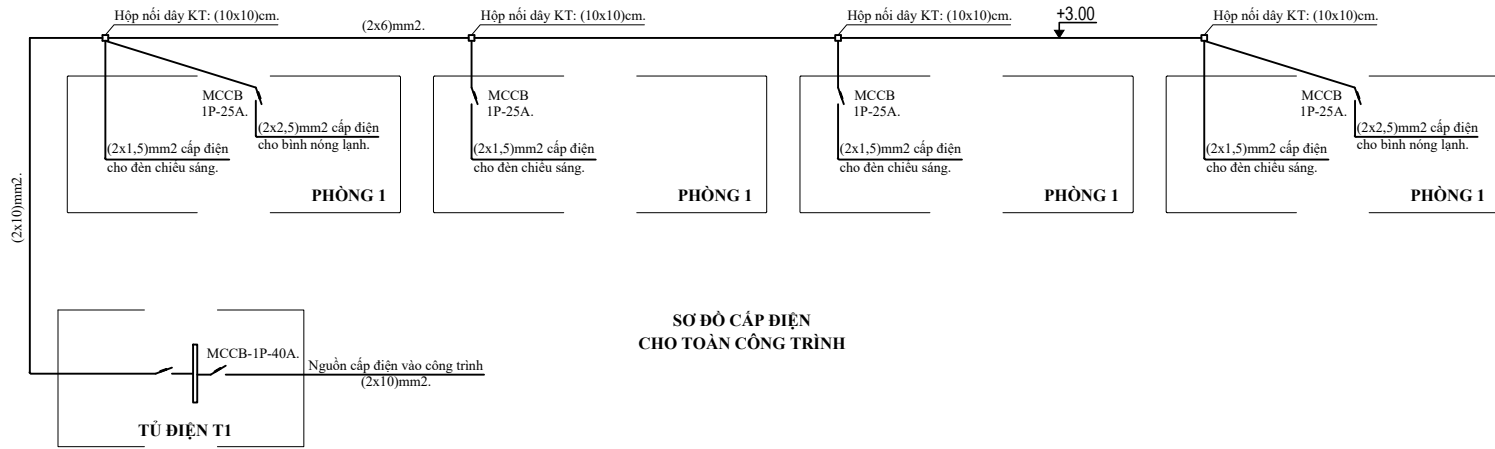 Hộp nối dây KT: (10x10)cm.
(2x6)mm2.
Hộp nối dây KT: (10x10)cm.
Hộp nối dây KT: (10x10)cm.
+3.00
Hộp nối dây KT: (10x10)cm.
MCCB
1P-25A.
(2x2,5)mm2 cấp điện
cho bình nóng lạnh.
(2x1,5)mm2 cấp điện
cho đèn chiếu sáng.
PHÒNG 1
MCCB
1P-25A.
(2x1,5)mm2 cấp điện
cho đèn chiếu sáng.
PHÒNG 1
MCCB
1P-25A.
(2x1,5)mm2 cấp điện
cho đèn chiếu sáng.
PHÒNG 1
MCCB
1P-25A.
(2x2,5)mm2 cấp điện
cho bình nóng lạnh.
(2x1,5)mm2 cấp điện
cho đèn chiếu sáng.
PHÒNG 1
(2x10)mm2.
SƠ ĐỒ CẤP ĐIỆN
CHO TOÀN CÔNG TRÌNH
MCCB-1P-40A.
Nguồn cấp điện vào công trình
(2x10)mm2.
TỦ ĐIỆN T1